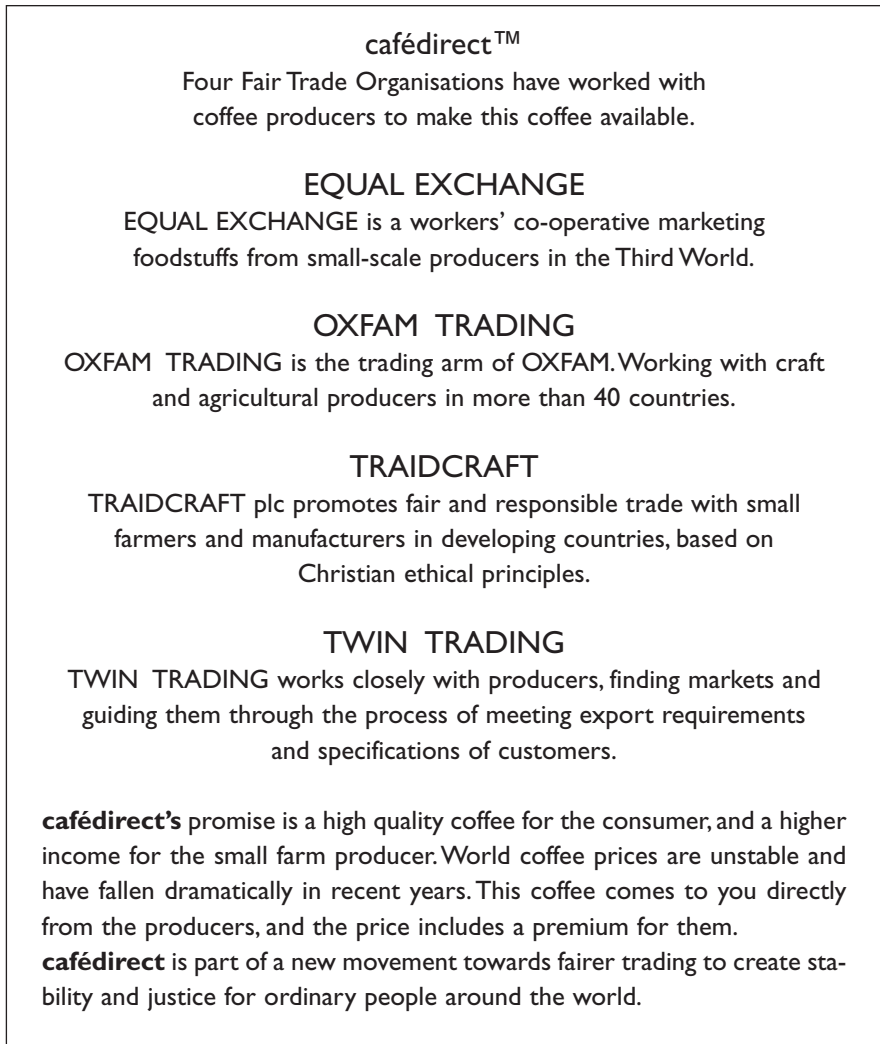 cafédirect™
Four Fair Trade Organisations have worked with
coffee producers to make this coffee available.
EQUAL EXCHANGE
EQUAL EXCHANGE is a workers’ co-operative marketing
foodstuffs from small-scale producers in the Third World.
OXFAM TRADING
OXFAM TRADING is the trading arm of OXFAM. Working with craft
and agricultural producers in more than 40 countries.
TRAIDCRAFT
TRAIDCRAFT plc promotes fair and responsible trade with small
farmers and manufacturers in developing countries, based on
Christian ethical principles.
TWIN TRADING
TWIN TRADING works closely with producers, finding markets and
guiding them through the process of meeting export requirements
and specifications of customers.
cafédirect’s promise is a high quality coffee for the consumer, and a higher
income for the small farm producer. World coffee prices are unstable and
have fallen dramatically in recent years. This coffee comes to you directly
from the producers, and the price includes a premium for them.
cafédirect is part of a new movement towards fairer trading to create sta-
bility and justice for ordinary people around the world.